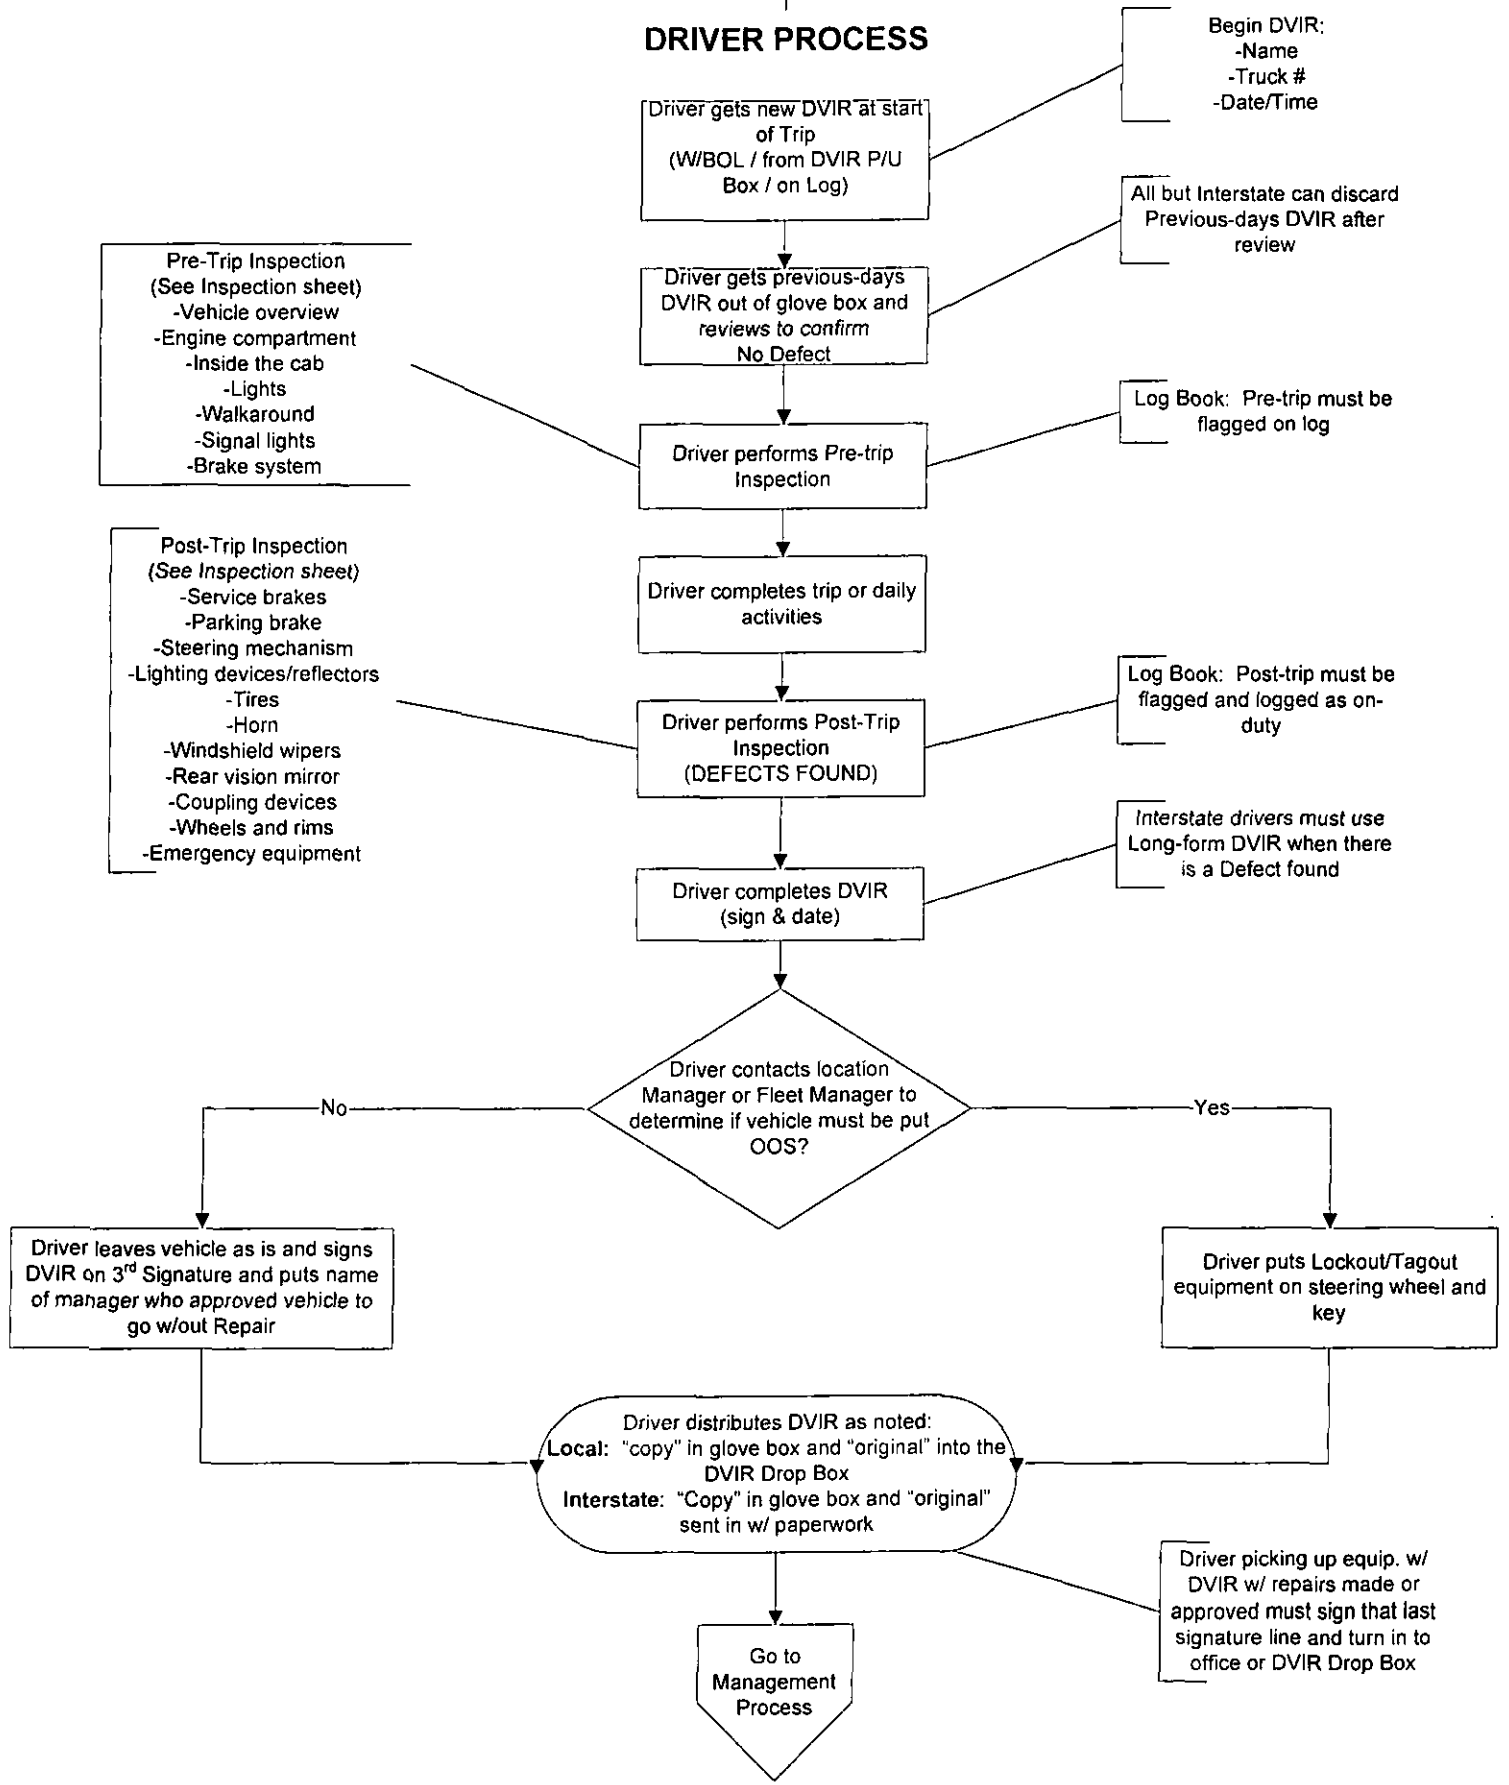 DRIVER PROCESS
Begin DVIR:
-Name
-Truck #
-Date/Time
Driver gets new DVIR at start
of Trip
(W/BOL / from DVIR P/U
Box / on Log)
All but Interstate can discard
Previous-days DVIR after
review
Driver gets previous-days
DVIR out of glove box and
reviews to confirm
No Defect
Pre-Trip Inspection
(See Inspection sheet)
-Vehicle overview
-Engine compartment
-Inside the cab
-Lights
-Walkaround
-Signal lights
-Brake system
Log Book: Pre-trip must be
flagged on log
Driver performs Pre-trip
Inspection
Driver completes trip or daily
activities
Post-Trip Inspection
(See Inspection sheet)
-Service brakes
-Parking brake
-Steering mechanism
-Lighting devices/reflectors
-Tires
-Horn
-Windshield wipers
-Rear vision mirror
-Coupling devices
-Wheels and rims
-Emergency equipment
Driver performs Post-Trip
Inspection
(DEFECTS FOUND)
Log Book: Post-trip must be
flagged and logged as on-
duty
Interstate drivers must use
Long-form DVIR when there
is a Defect found
Driver completes DVIR
(sign & date)
Driver contacts location
Manager or Fleet Manager to
determine if vehicle must be put
OOS?
No
Yes
Driver leaves vehicle as is and signs
DVIR on 3rd Signature and puts name
of manager who approved vehicle to
go w/out Repair
Driver puts Lockout/Tagout
equipment on steering wheel and
key
Driver distributes DVIR as noted:
Local: "copy" in glove box and "original" into the
DVIR Drop Box
Interstate: "Copy" in glove box and "original"
sent in w/ paperwork
Driver picking up equip. w/
DVIR w/ repairs made or
approved must sign that last
signature line and turn in to
office or DVIR Drop Box
Go to
Management
Process